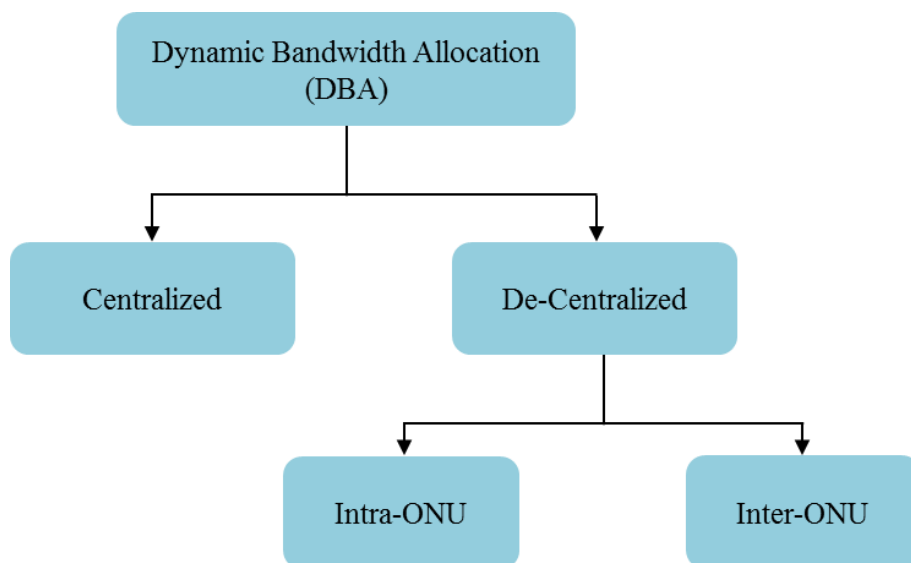 Dynamic Bandwidth Allocation
(DBA)
Centralized
De-Centralized
Intra-ONU
Inter-ONU